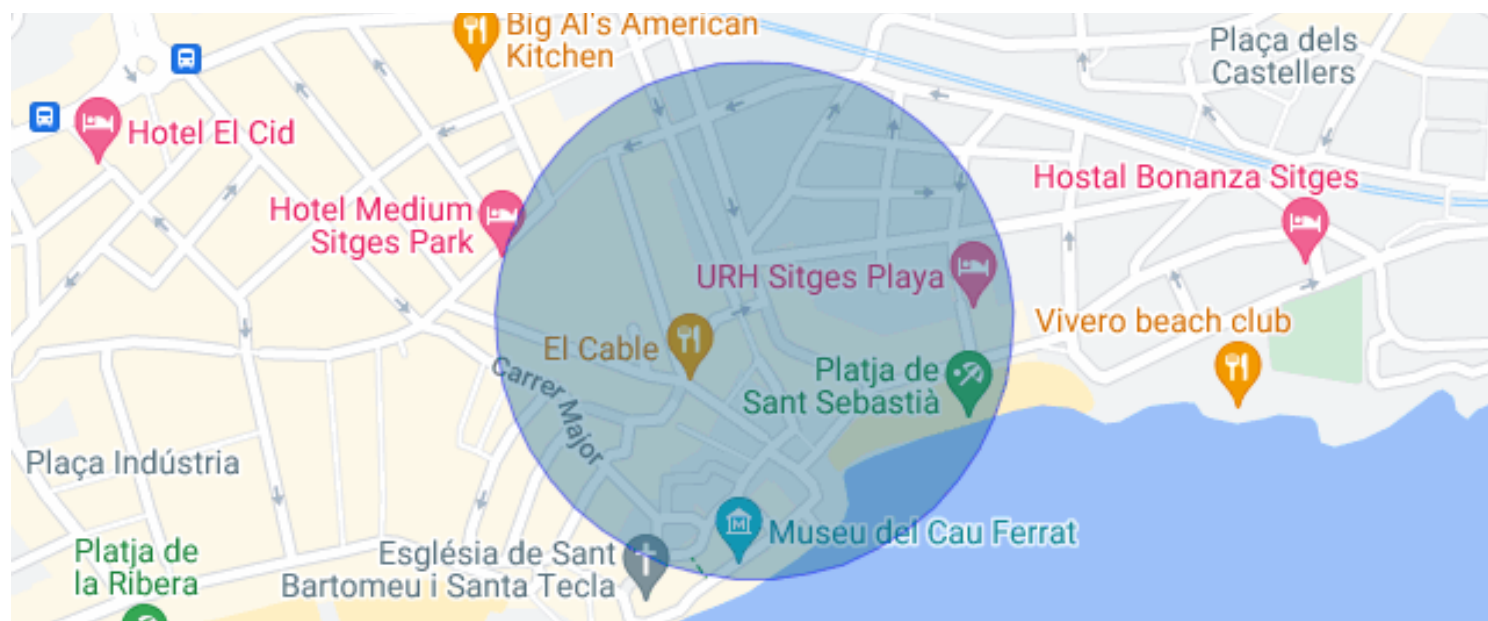 Big Al's American
Kitchen
Plaça dels
Castellers
Hotel El Cid
Hostal Bonanza Sitges
Hotel Medium
Sitges Park
URH Sitges Playa
Vivero beach club
El Cable
Platja de
Sant Sebastià
Carrer Major
Plaça Indústria
M
Museu del Cau Ferrat
Platja de
la Ribera
Església de Sant
Bartomeu i Santa Tecla